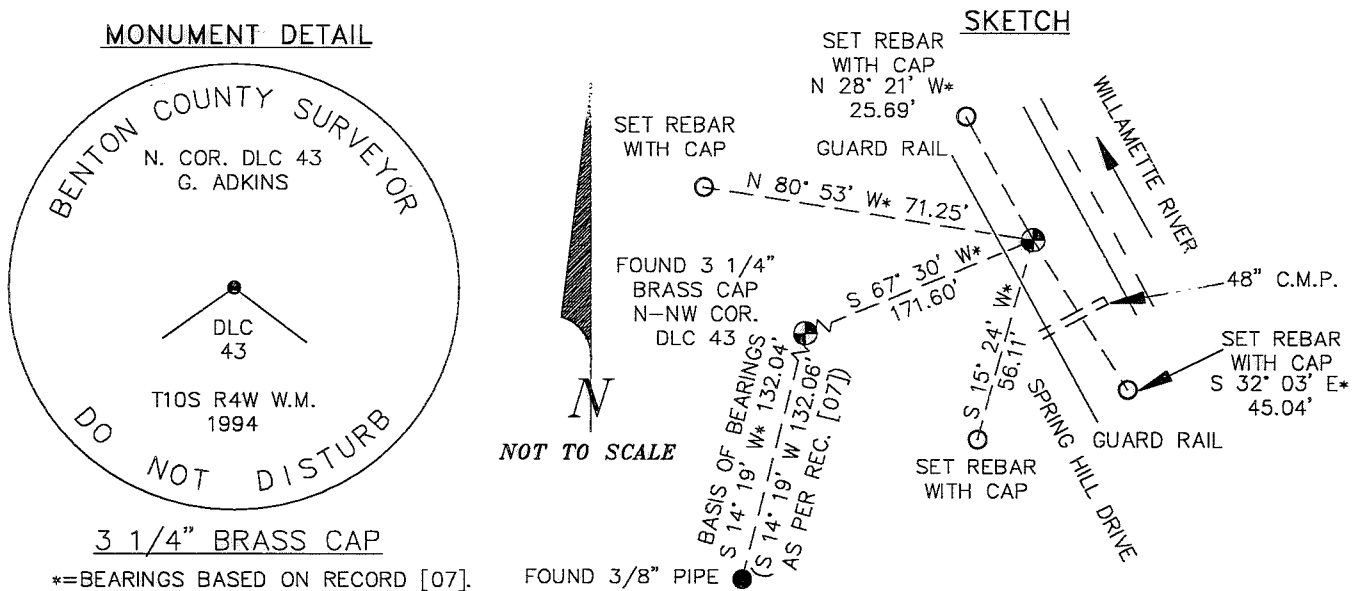 MONUMENT DETAIL
BENTON COUNTY SURVEYOR
N. COR. DLC 43
G. ADKINS
DLC
43
T10S R4W W.M.
1994
DO NOT DISTURB
3 1/4" BRASS CAP
*=BEARINGS BASED ON RECORD [07].
SKETCH
SET REBAR
WITH CAP
N 28° 21' W*
25.69'
SET REBAR
WITH CAP
GUARD RAIL
WILLAMETTE RIVER
N 80° 53' W* 71.25'
FOUND 3 1/4"
BRASS CAP
N-NW COR.
DLC 43
S 67° 30' W*
171.60'
48" C.M.P.
S 15° 24' W*
56.11'
SET REBAR
WITH CAP
S 32° 03' E*
45.04'
N
NOT TO SCALE
BASIS OF BEARINGS
S 14° 19' W* 132.04'
(S 14° 19' W 132.06'
AS PER REC. [07])
SPRING HILL DRIVE
GUARD RAIL
SET REBAR
WITH CAP
FOUND 3/8" PIPE